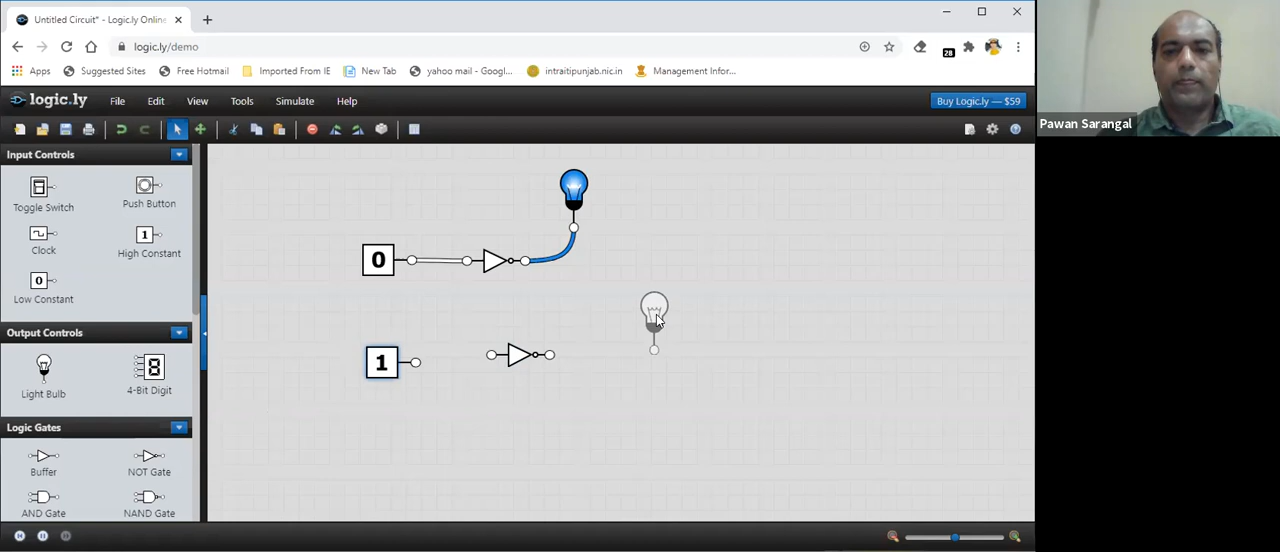 Untitled Circuit* - Logic.ly Online
logic.ly/demo
28
Apps Suggested Sites Free Hotmail Imported From IE New Tab yahoo mail - Googl... intraitipunjab.nic.in Management Infor...
logic.ly File Edit View Tools Simulate Help Buy Logic.ly — $59
Pawan Sarangal
Input Controls
Toggle Switch Push Button
1
Clock High Constant
0
Low Constant
Output Controls
Light Bulb 4-Bit Digit
Logic Gates
Buffer NOT Gate
AND Gate NAND Gate
0
1